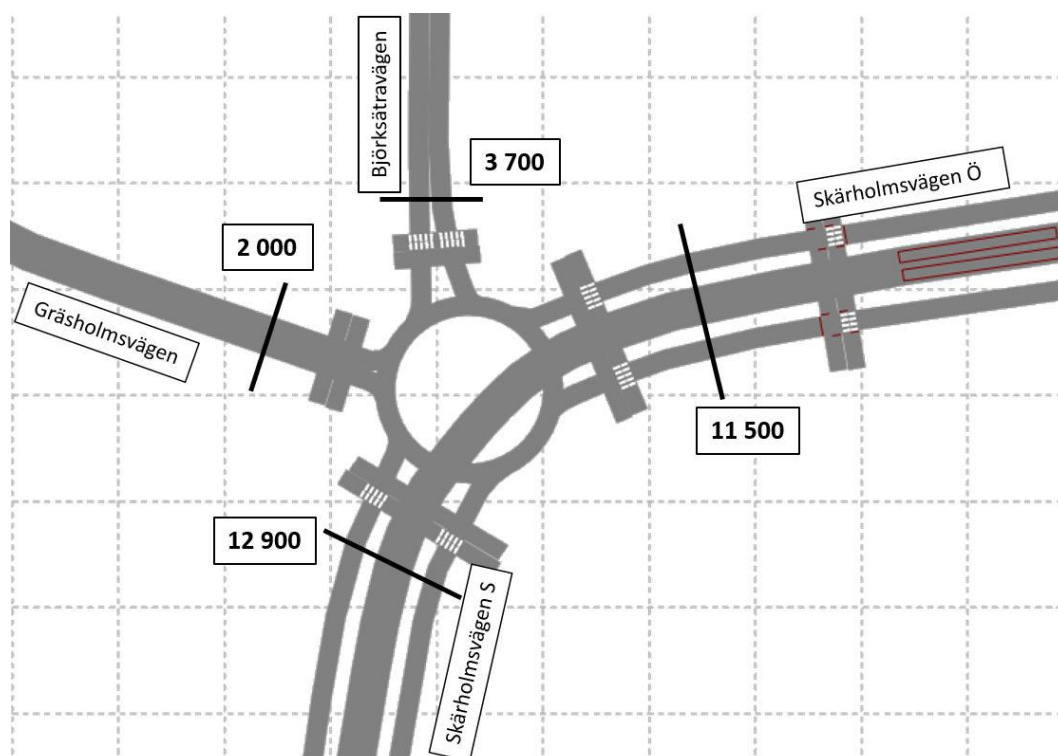 Björksätravägen
3 700
Skärholmsvägen Ö
2 000
Gräsholmsvägen
11 500
12 900
Skärholmsvägen S